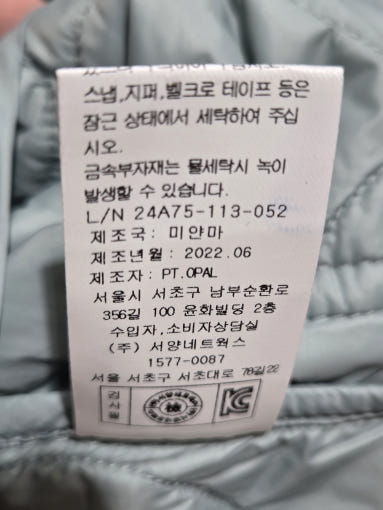 스냅,지퍼,벨크로 테이프 등은
잠근 상태에서 세탁하여 주십
시오.
금속부자재는 물세탁시 녹이
발생할 수 있습니다.
L/N 24A75-113-052
제조국: 미얀마
제조년월: 2022.06
제조자: PT.OPAL
서울시 서초구 남부순환로
356길 100 윤화빌딩 2층
수입자,소비자상담실
(주) 서양네트웍스
1577-0087
서울 서초구 서초대로 78길22
검사필
KC